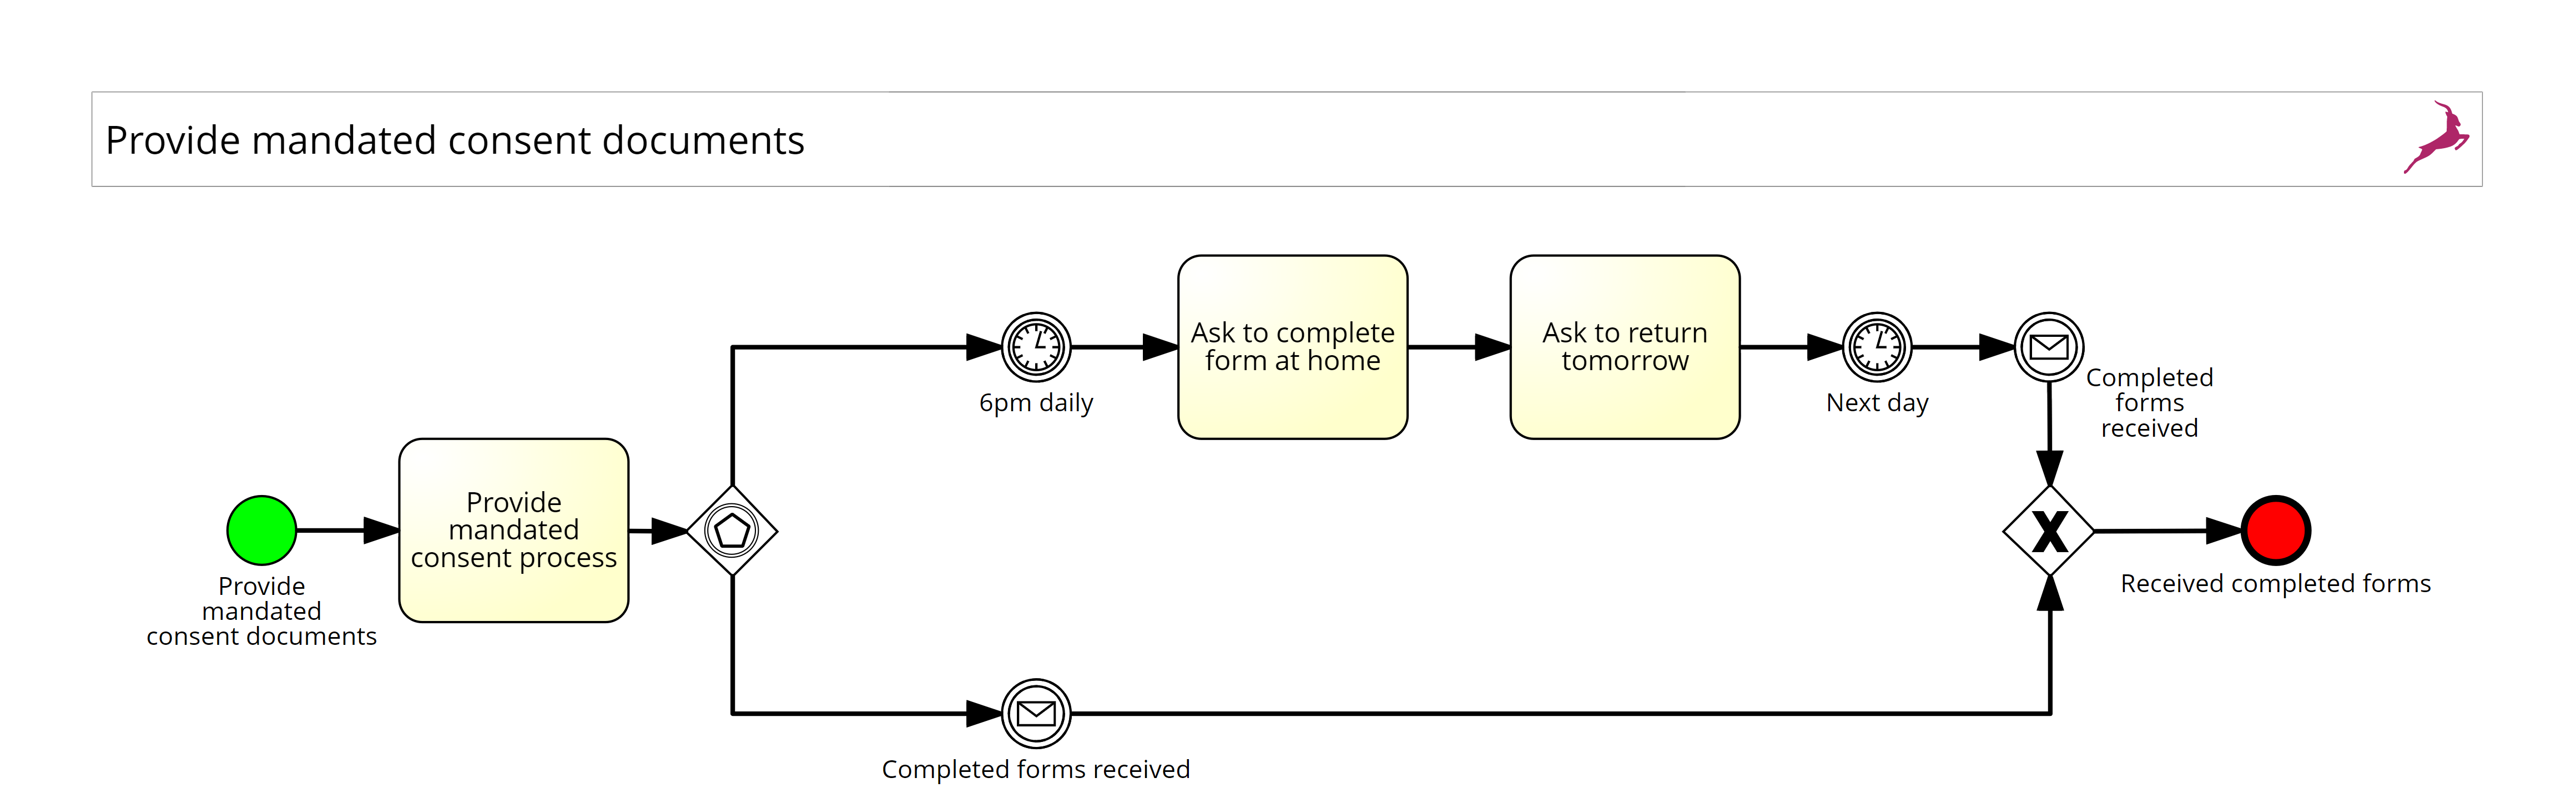 Provide mandated consent documents
Provide
mandated
consent documents
Provide
mandated
consent process
6pm daily
Ask to complete
form at home
Ask to return
tomorrow
Next day
Completed
forms
received
Completed forms received
X
Received completed forms